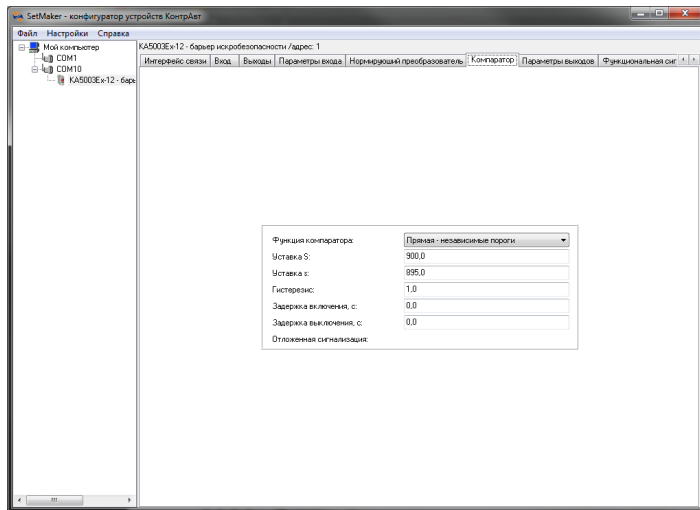 SetMaker - конфигуратор устройств КонтрАвт
Файл Настройки Справка
Мой компьютер
COM1
COM10
KA5003Ex-12 - барь
KA5003Ex-12 - барьер искробезопасности /адрес: 1
Интерфейс связи Вход Выходы Параметры входа Нормирующий преобразователь Компаратор Параметры выходов Функциональная сиг
Функция компаратора: Прямая - независимые пороги
Уставка S: 900,0
Уставка s: 895,0
Гистерезис: 1,0
Задержка включения, с: 0,0
Задержка выключения, с: 0,0
Отложенная сигнализация: